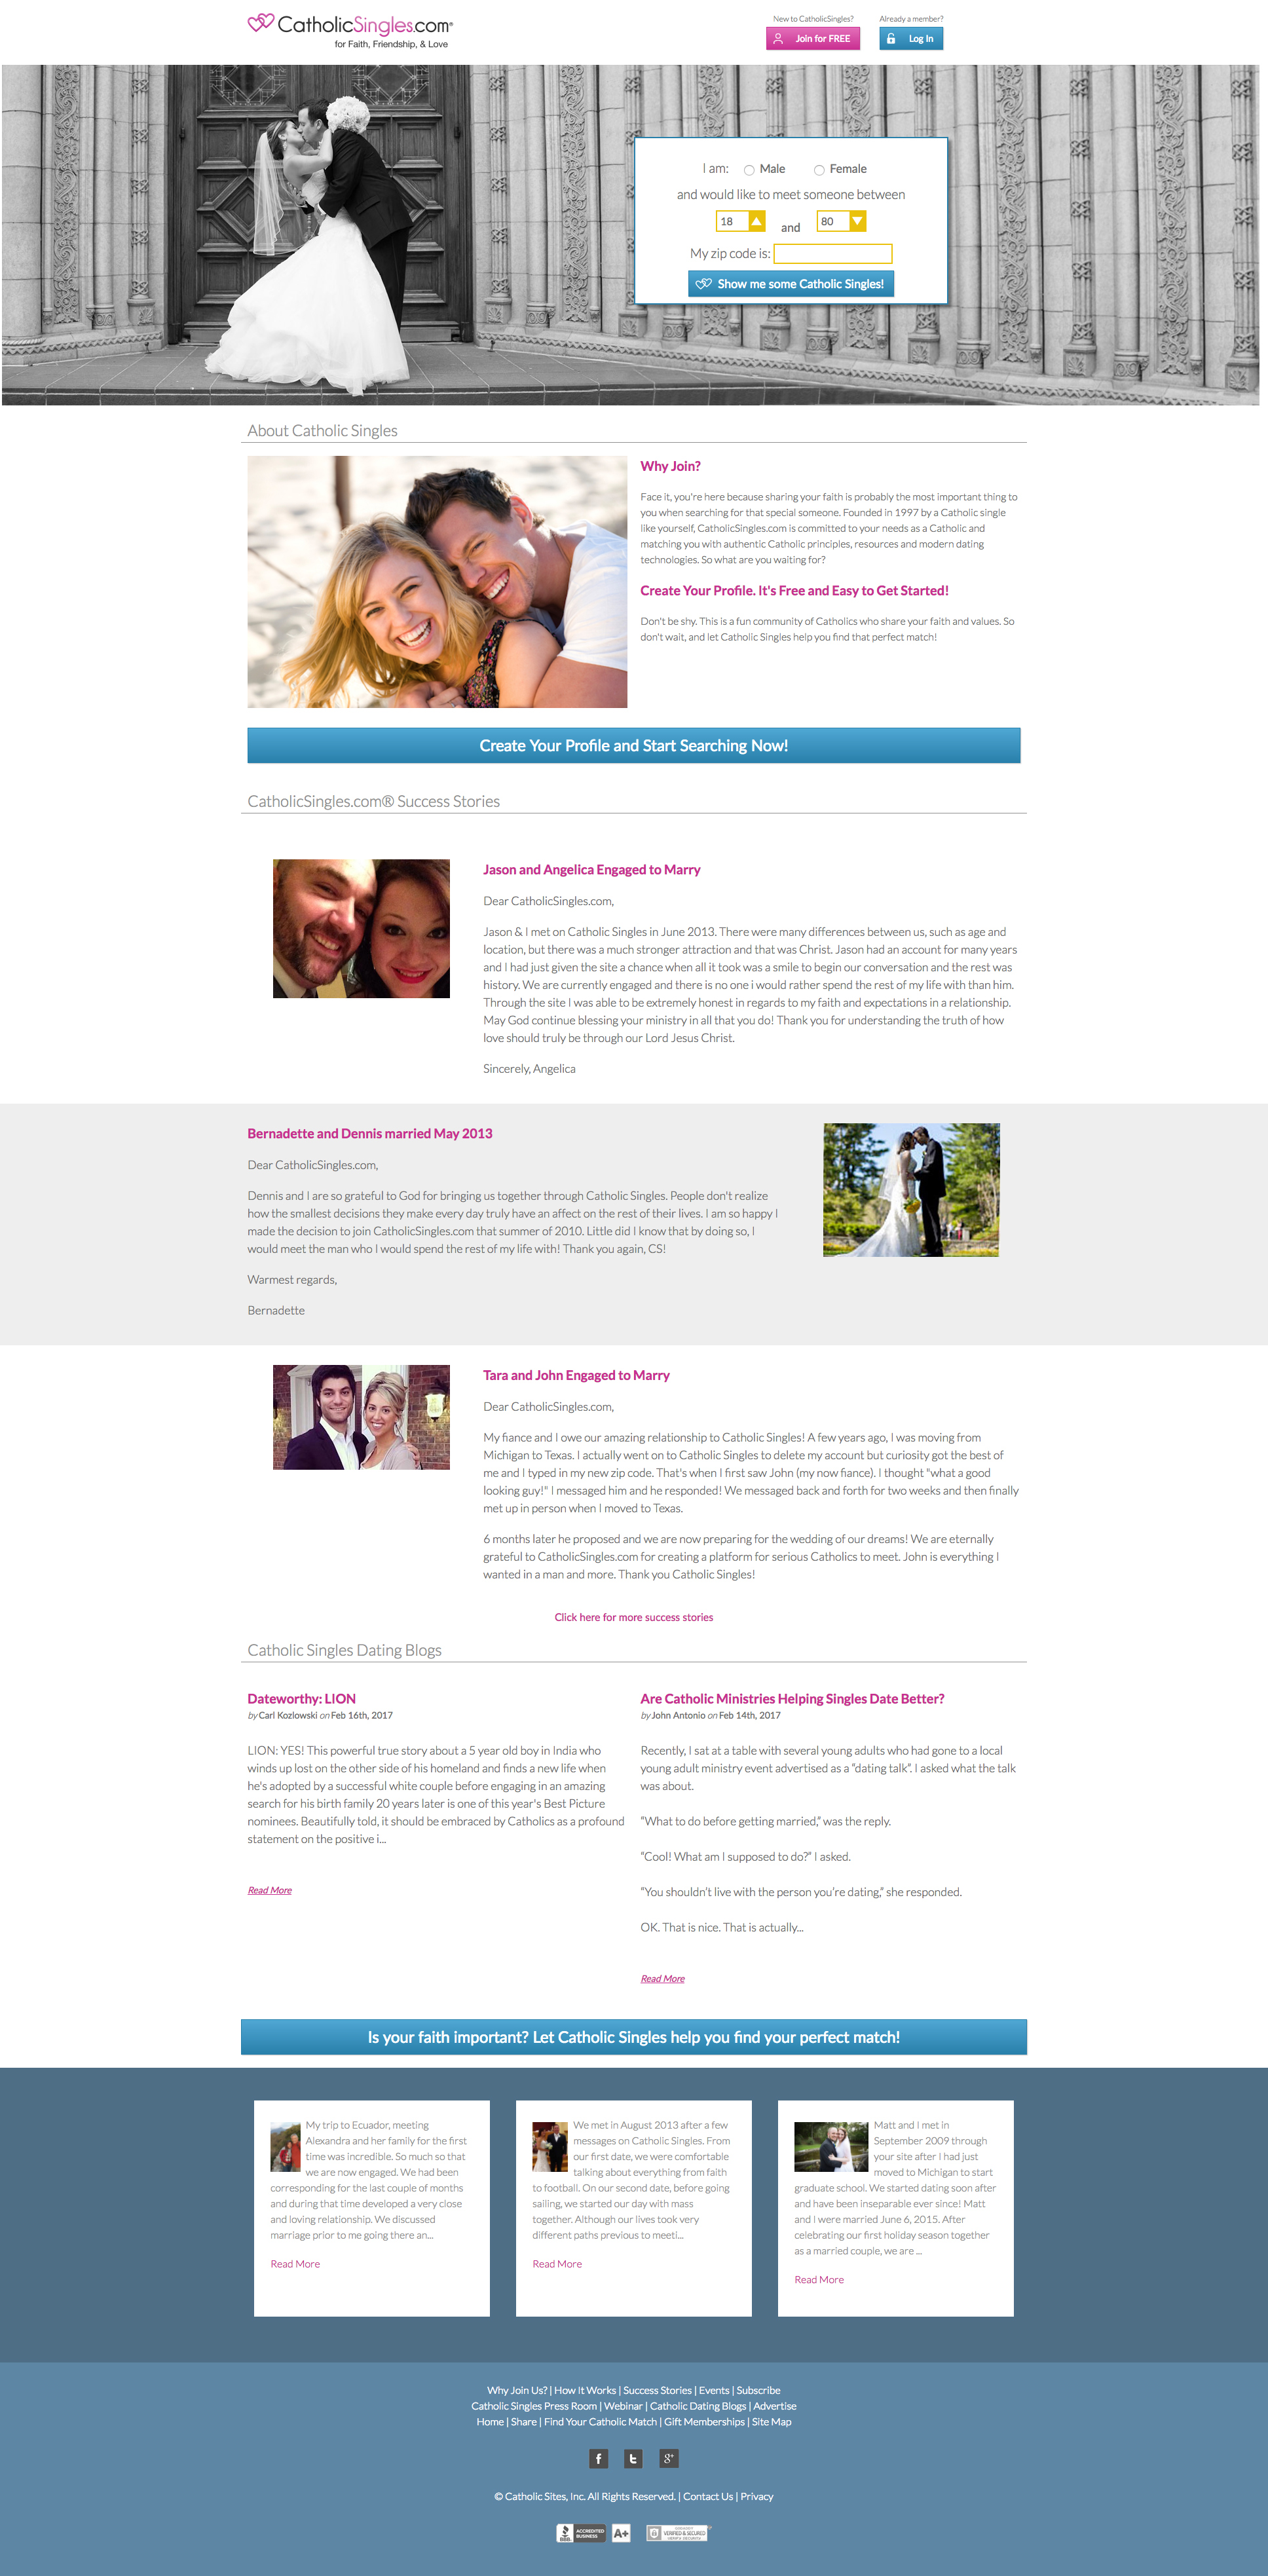 CatholicSingles.com®
for Faith, Friendship, & Love
New to CatholicSingles?
Join for FREE
Already a member?
Log In
I am: Male Female
and would like to meet someone between
18 and 80
My zip code is:
Show me some Catholic Singles!
About Catholic Singles
Why Join?
Face it, you're here because sharing your faith is probably the most important thing to
you when searching for that special someone. Founded in 1997 by a Catholic single
like yourself, CatholicSingles.com is committed to your needs as a Catholic and
matching you with authentic Catholic principles, resources and modern dating
technologies. So what are you waiting for?
Create Your Profile. It's Free and Easy to Get Started!
Don't be shy. This is a fun community of Catholics who share your faith and values. So
don't wait, and let Catholic Singles help you find that perfect match!
Create Your Profile and Start Searching Now!
CatholicSingles.com® Success Stories
Jason and Angelica Engaged to Marry
Dear CatholicSingles.com,
Jason & I met on Catholic Singles in June 2013. There were many differences between us, such as age and
location, but there was a much stronger attraction and that was Christ. Jason had an account for many years
and I had just given the site a chance when all it took was a smile to begin our conversation and the rest was
history. We are currently engaged and there is no one i would rather spend the rest of my life with than him.
Through the site I was able to be extremely honest in regards to my faith and expectations in a relationship.
May God continue blessing your ministry in all that you do! Thank you for understanding the truth of how
love should truly be through our Lord Jesus Christ.
Sincerely, Angelica
Bernadette and Dennis married May 2013
Dear CatholicSingles.com,
Dennis and I are so grateful to God for bringing us together through Catholic Singles. People don't realize
how the smallest decisions they make every day truly have an affect on the rest of their lives. I am so happy I
made the decision to join CatholicSingles.com that summer of 2010. Little did I know that by doing so, I
would meet the man who I would spend the rest of my life with! Thank you again, CS!
Warmest regards,
Bernadette
Tara and John Engaged to Marry
Dear CatholicSingles.com,
My fiance and I owe our amazing relationship to Catholic Singles! A few years ago, I was moving from
Michigan to Texas. I actually went on to Catholic Singles to delete my account but curiosity got the best of
me and I typed in my new zip code. That's when I first saw John (my now fiance). I thought "what a good
looking guy!" I messaged him and he responded! We messaged back and forth for two weeks and then finally
met up in person when I moved to Texas.
6 months later he proposed and we are now preparing for the wedding of our dreams! We are eternally
grateful to CatholicSingles.com for creating a platform for serious Catholics to meet. John is everything I
wanted in a man and more. Thank you Catholic Singles!
Click here for more success stories
Catholic Singles Dating Blogs
Dateworthy: LION
by Carl Kozlowski on Feb 16th, 2017
LION: YES! This powerful true story about a 5 year old boy in India who
winds up lost on the other side of his homeland and finds a new life when
he's adopted by a successful white couple before engaging in an amazing
search for his birth family 20 years later is one of this year's Best Picture
nominees. Beautifully told, it should be embraced by Catholics as a profound
statement on the positive i...
Read More
Are Catholic Ministries Helping Singles Date Better?
by John Antonio on Feb 14th, 2017
Recently, I sat at a table with several young adults who had gone to a local
young adult ministry event advertised as a “dating talk”. I asked what the talk
was about.
“What to do before getting married,” was the reply.
“Cool! What am I supposed to do?” I asked.
“You shouldn’t live with the person you’re dating,” she responded.
OK. That is nice. That is actually...
Read More
Is your faith important? Let Catholic Singles help you find your perfect match!
My trip to Ecuador, meeting
Alexandra and her family for the first
time was incredible. So much so that
we are now engaged. We had been
corresponding for the last couple of months
and during that time developed a very close
and loving relationship. We discussed
marriage prior to me going there an...
Read More
We met in August 2013 after a few
messages on Catholic Singles. From
our first date, we were comfortable
talking about everything from faith
to football. On our second date, before going
sailing, we started our day with mass
together. Although our lives took very
different paths previous to meeti...
Read More
Matt and I met in
September 2009 through
your site after I had just
moved to Michigan to start
graduate school. We started dating soon after
and have been inseparable ever since! Matt
and I were married June 6, 2015. After
celebrating our first holiday season together
as a married couple, we are ...
Read More
Why Join Us? | How It Works | Success Stories | Events | Subscribe
Catholic Singles Press Room | Webinar | Catholic Dating Blogs | Advertise
Home | Share | Find Your Catholic Match | Gift Memberships | Site Map
© Catholic Sites, Inc. All Rights Reserved. | Contact Us | Privacy
BBB
ACCREDITED
BUSINESS
A+
VERIFIED & SECURED